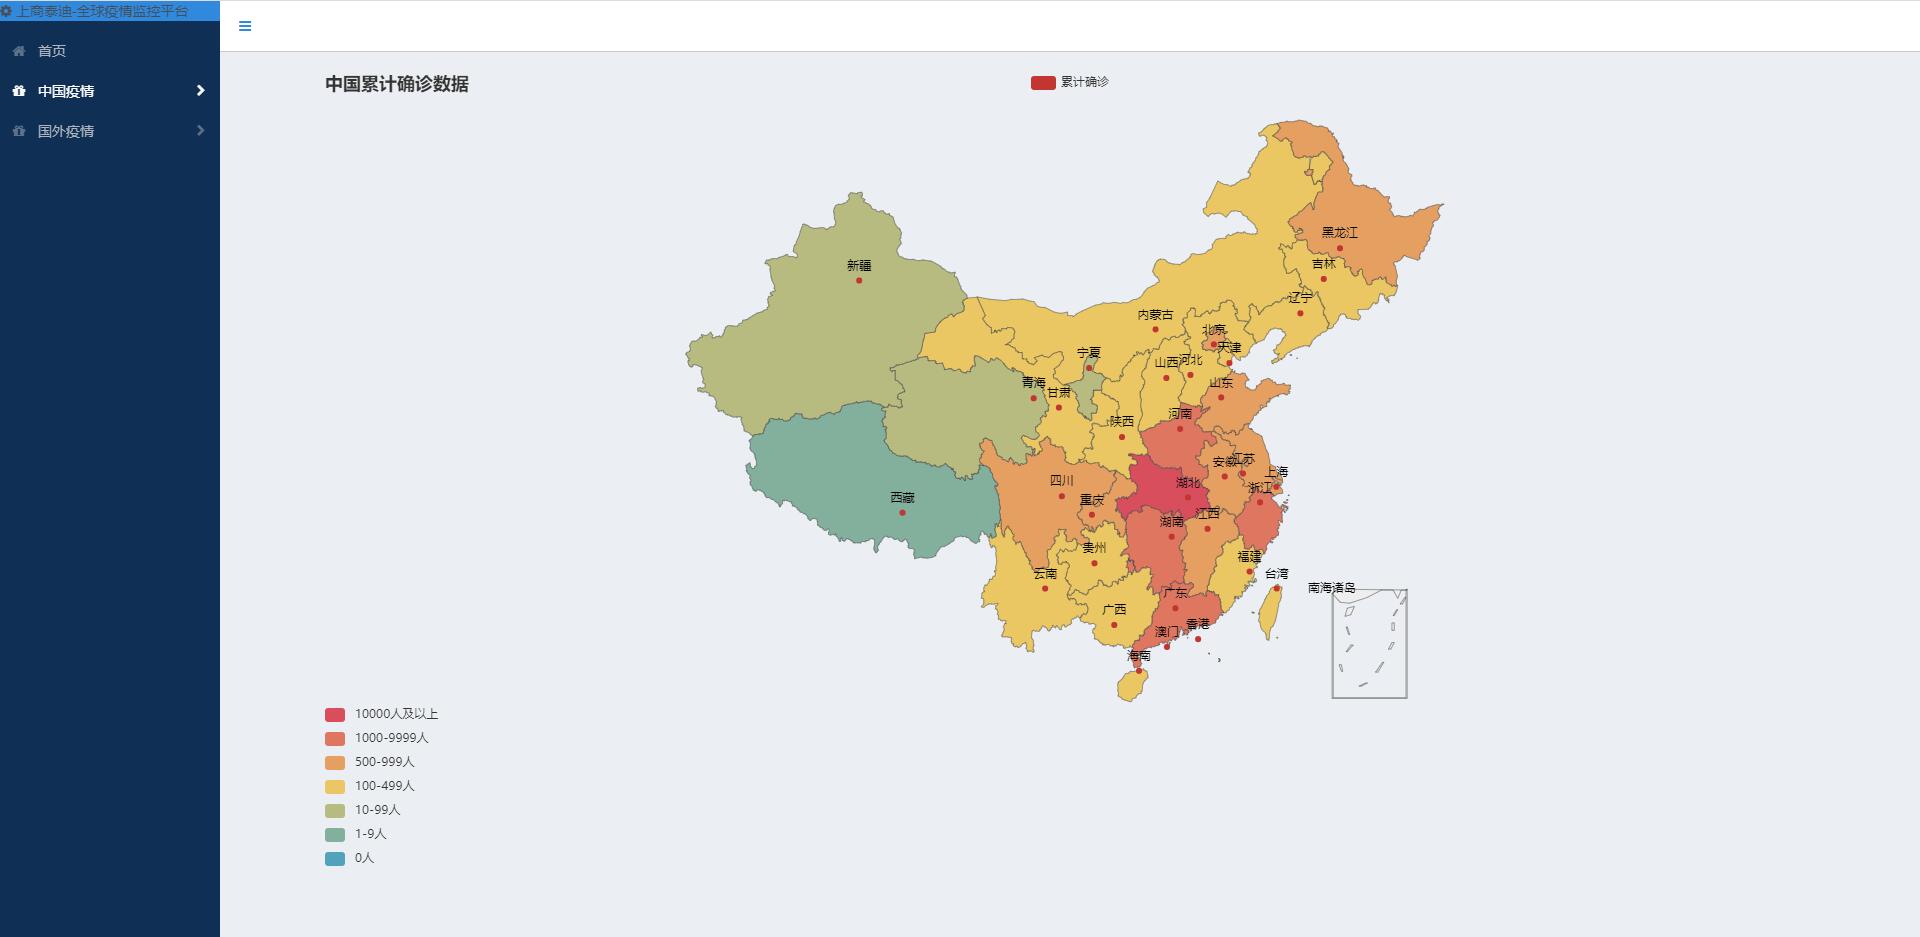 上商泰迪-全球疫情监控平台
首页
中国疫情
国外疫情
中国累计确诊数据
累计确诊
黑龙江
吉林
辽宁
新疆
内蒙古
北京
天津
宁夏
山西
河北
山东
青海
甘肃
陕西
河南
安徽
江苏
上海
四川
湖北
浙江
西藏
重庆
湖南
江西
贵州
福建
云南
台湾
南海诸岛
广东
广西
澳门
香港
海南
10000人及以上
1000-9999人
500-999人
100-499人
10-99人
1-9人
0人